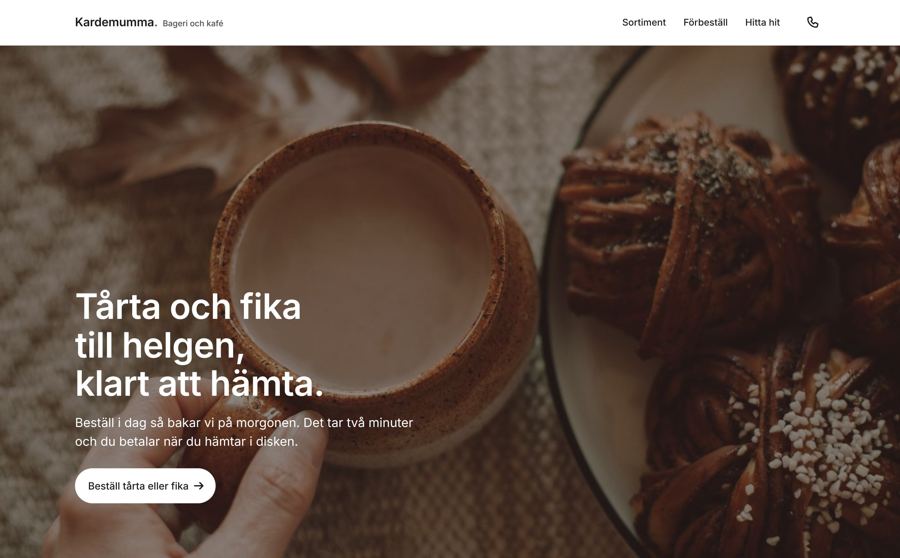 Kardemumma. Bageri och kafé
Sortiment Förbeställ Hitta hit
Tårta och fika
till helgen,
klart att hämta.
Beställ i dag så bakar vi på morgonen. Det tar två minuter
och du betalar när du hämtar i disken.
Beställ tårta eller fika